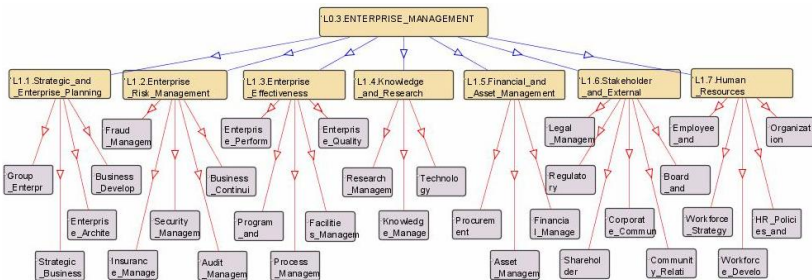 'L0.3.ENTERPRISE_MANAGEMENT
'L1.1.Strategic_and
_Enterprise_Planning
'L1.2.Enterprise
_Risk_Management
'L1.3.Enterprise
_Effectiveness
'L1.4.Knowledge
_and_Research
'L1.5.Financial_and
_Asset_Management
'L1.6.Stakeholder
_and_External
'L1.7.Human
_Resources
Fraud
_Managem
Enterpris
e_Perform
Enterpris
e_Quality
Legal
_Managem
Employee
_and
Organizat
ion
Group
_Enterpr
Business
_Develop
Business
_Continui
Research
_Managem
Technolo
gy
Regulato
ry
Board
_and
Enterpris
e_Archite
Security
_Managem
Program
_and
Facilitie
s_Managem
Knowledg
e_Manage
Procurem
ent
Financia
l_Manage
Corporat
e_Commun
Workforce
_Strategy
HR_Polici
es_and
Strategic
_Business
Insuranc
e_Manage
Audit
_Managem
Process
_Managem
Asset
_Managem
Sharehol
der
Communit
y_Relati
Workforc
e_Develo